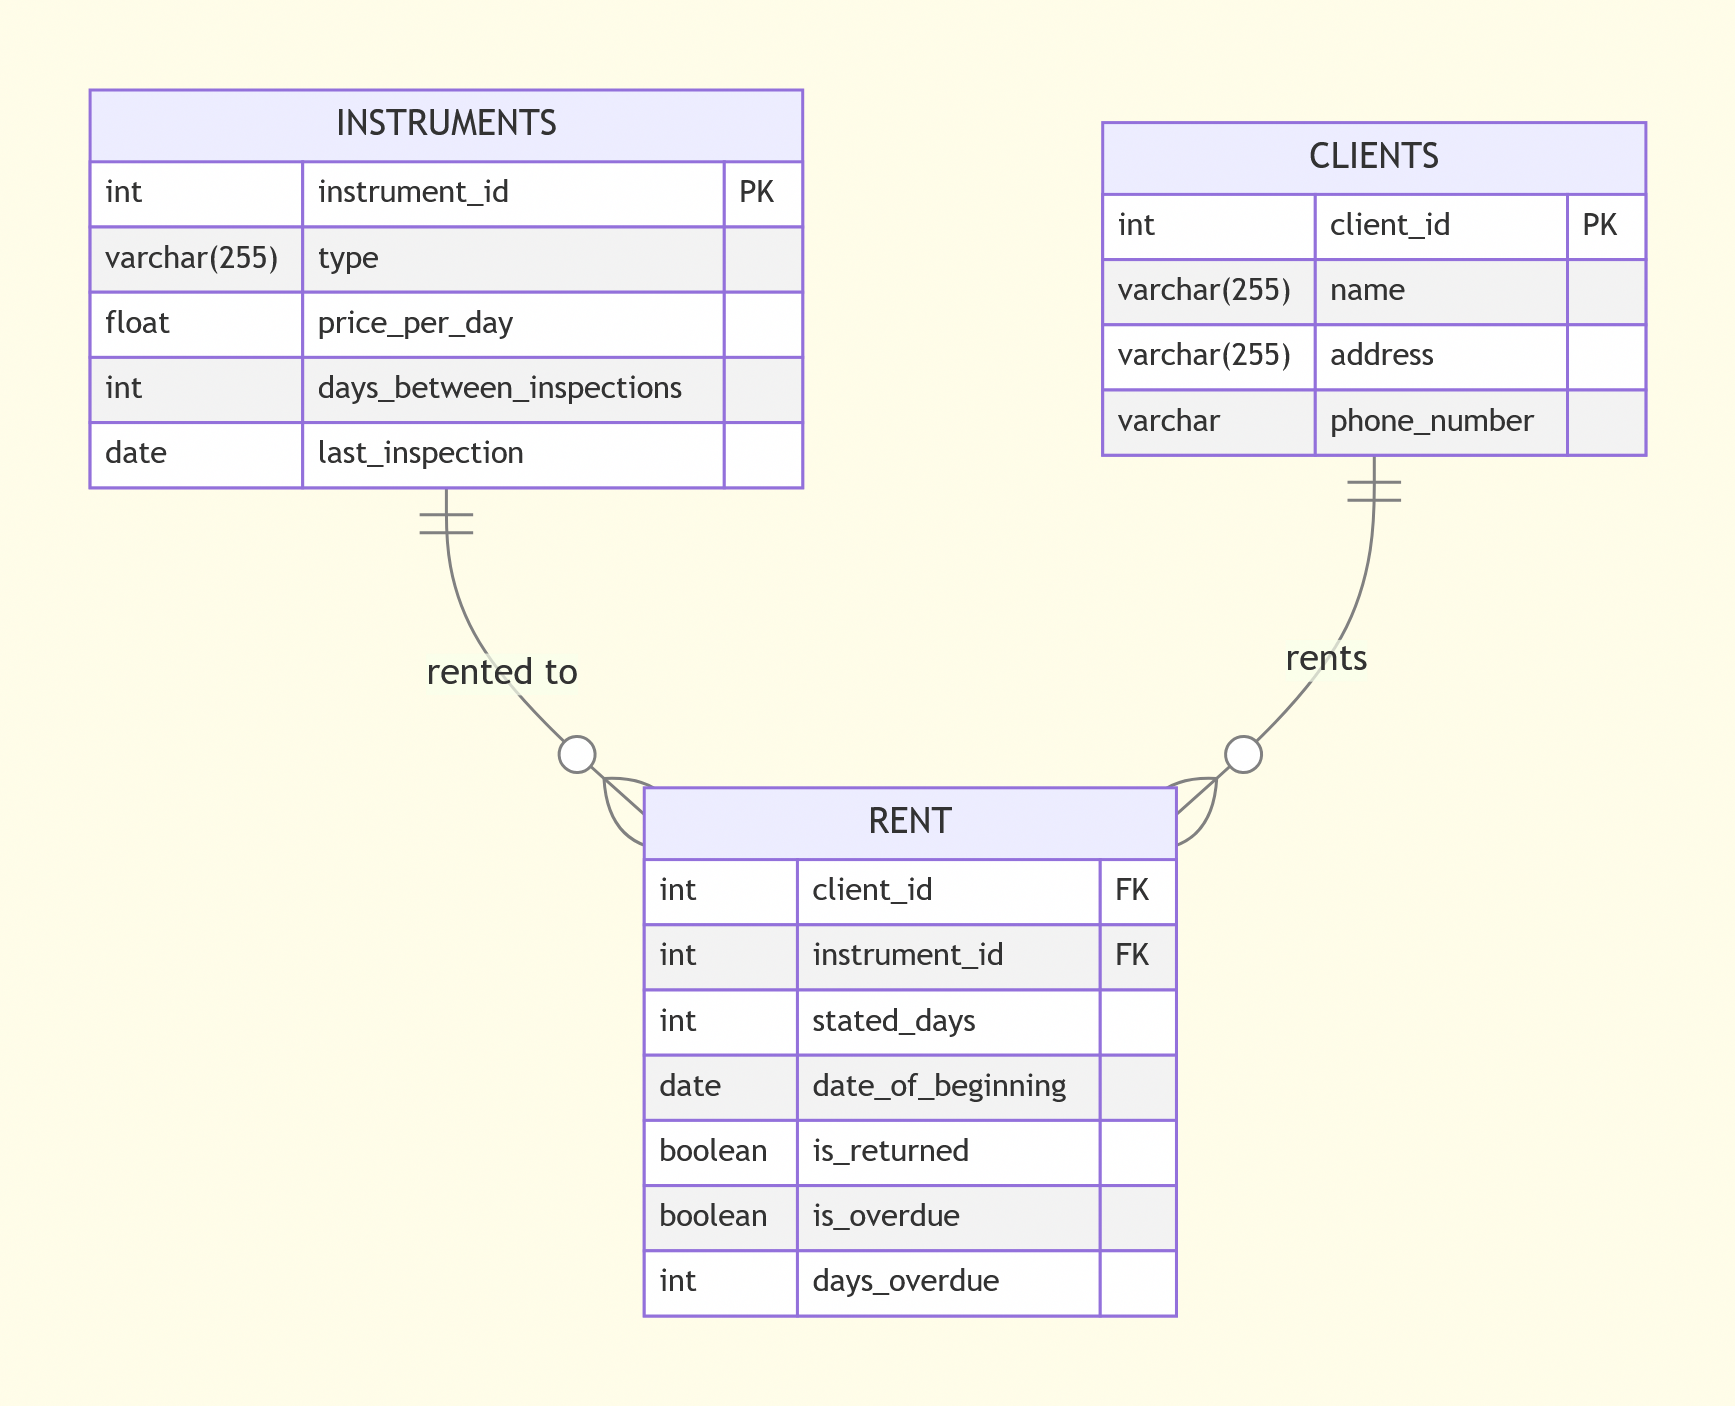 INSTRUMENTS
int instrument_id PK
varchar(255) type
float price_per_day
int days_between_inspections
date last_inspection
CLIENTS
int client_id PK
varchar(255) name
varchar(255) address
varchar phone_number
rented to
rents
RENT
int client_id FK
int instrument_id FK
int stated_days
date date_of_beginning
boolean is_returned
boolean is_overdue
int days_overdue